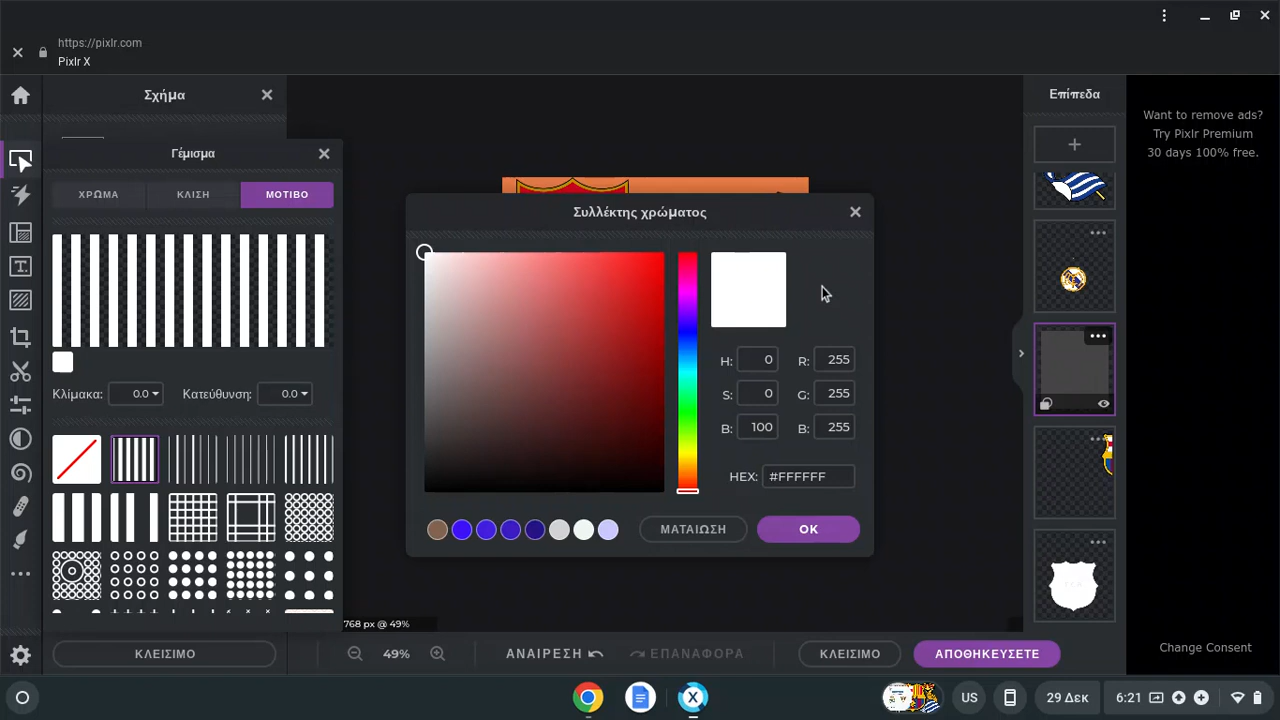 https://pixlr.com
Pixlr X
Σχήμα
Γέμισμα
ΧΡΩΜΑ
ΚΛΙΣΗ
ΜΟΤΙΒΟ
Κλίμακα: 0.0
Κατεύθυνση: 0.0
ΚΛΕΙΣΙΜΟ
Συλλέκτης χρώματος
H: 0
R: 255
S: 0
G: 255
B: 100
B: 255
HEX: #FFFFFF
ΜΑΤΑΙΩΣΗ
OK
768 px @ 49%
49%
ΑΝΑΙΡΕΣΗ
ΕΠΑΝΑΦΟΡΑ
ΚΛΕΙΣΙΜΟ
ΑΠΟΘΗΚΕΥΣΕΤΕ
Επίπεδα
Want to remove ads?
Try Pixlr Premium
30 days 100% free.
Change Consent
US
29 Δεκ
6:21